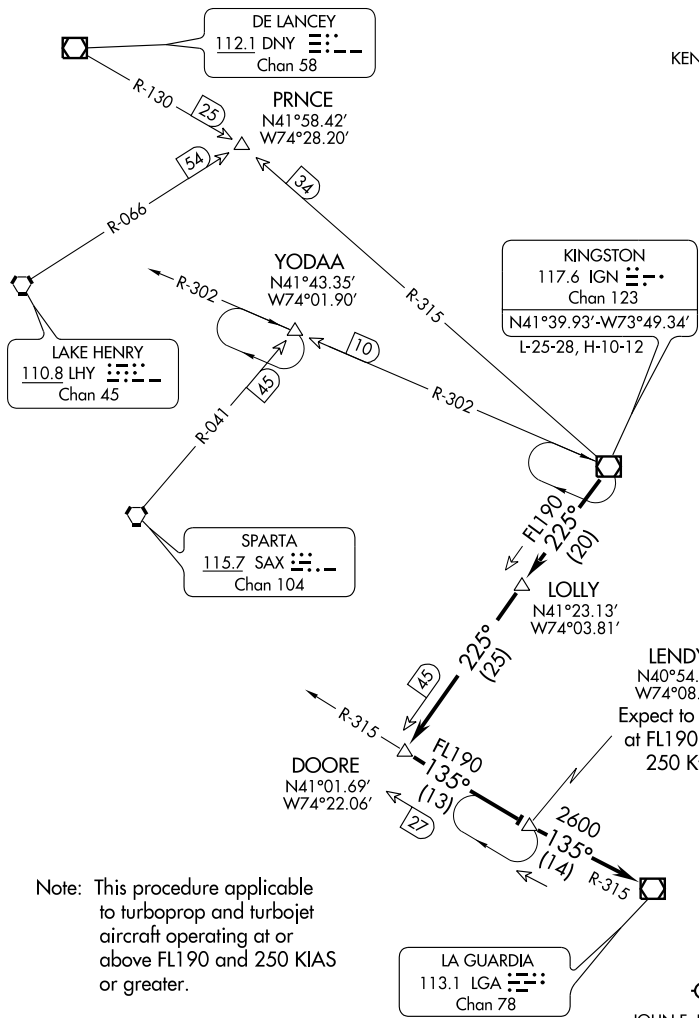 DE LANCEY
112.1 DNY
Chan 58
KEN
R-130
25
PRNCE
N41°58.42'
W74°28.20'
54
34
R-066
YODAA
N41°43.35'
W74°01.90'
R-302
R-315
KINGSTON
117.6 IGN
Chan 123
N41°39.93'-W73°49.34'
L-25-28, H-10-12
LAKE HENRY
110.8 LHY
Chan 45
10
R-302
45
R-041
SPARTA
115.7 SAX
Chan 104
FL190
225°
(20)
LOLLY
N41°23.13'
W74°03.81'
225°
(25)
45
LENDY
N40°54.
W74°08.
Expect to
at FL190
250 K
R-315
DOORE
N41°01.69'
W74°22.06'
FL190
135°
(13)
27
2600
135°
(14)
R-315
Note: This procedure applicable
to turboprop and turbojet
aircraft operating at or
above FL190 and 250 KIAS
or greater.
LA GUARDIA
113.1 LGA
Chan 78